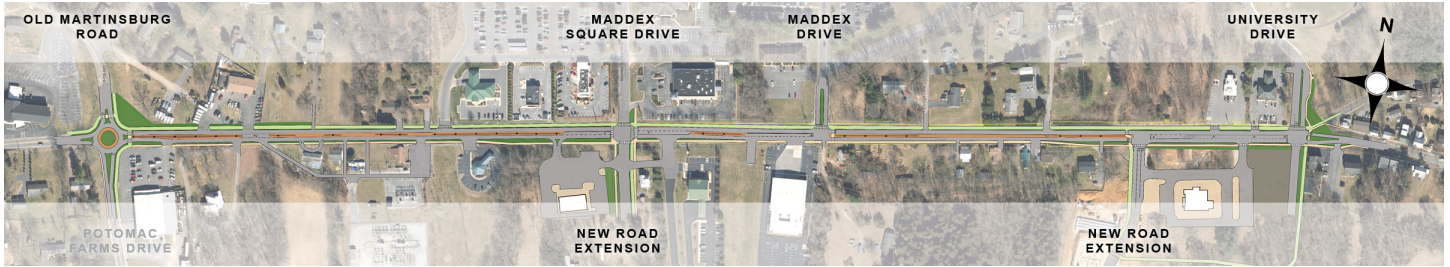 OLD MARTINSBURG
ROAD
MADDEX
SQUARE DRIVE
MADDEX
DRIVE
UNIVERSITY
DRIVE
N
POTOMAC
FARMS DRIVE
NEW ROAD
EXTENSION
NEW ROAD
EXTENSION